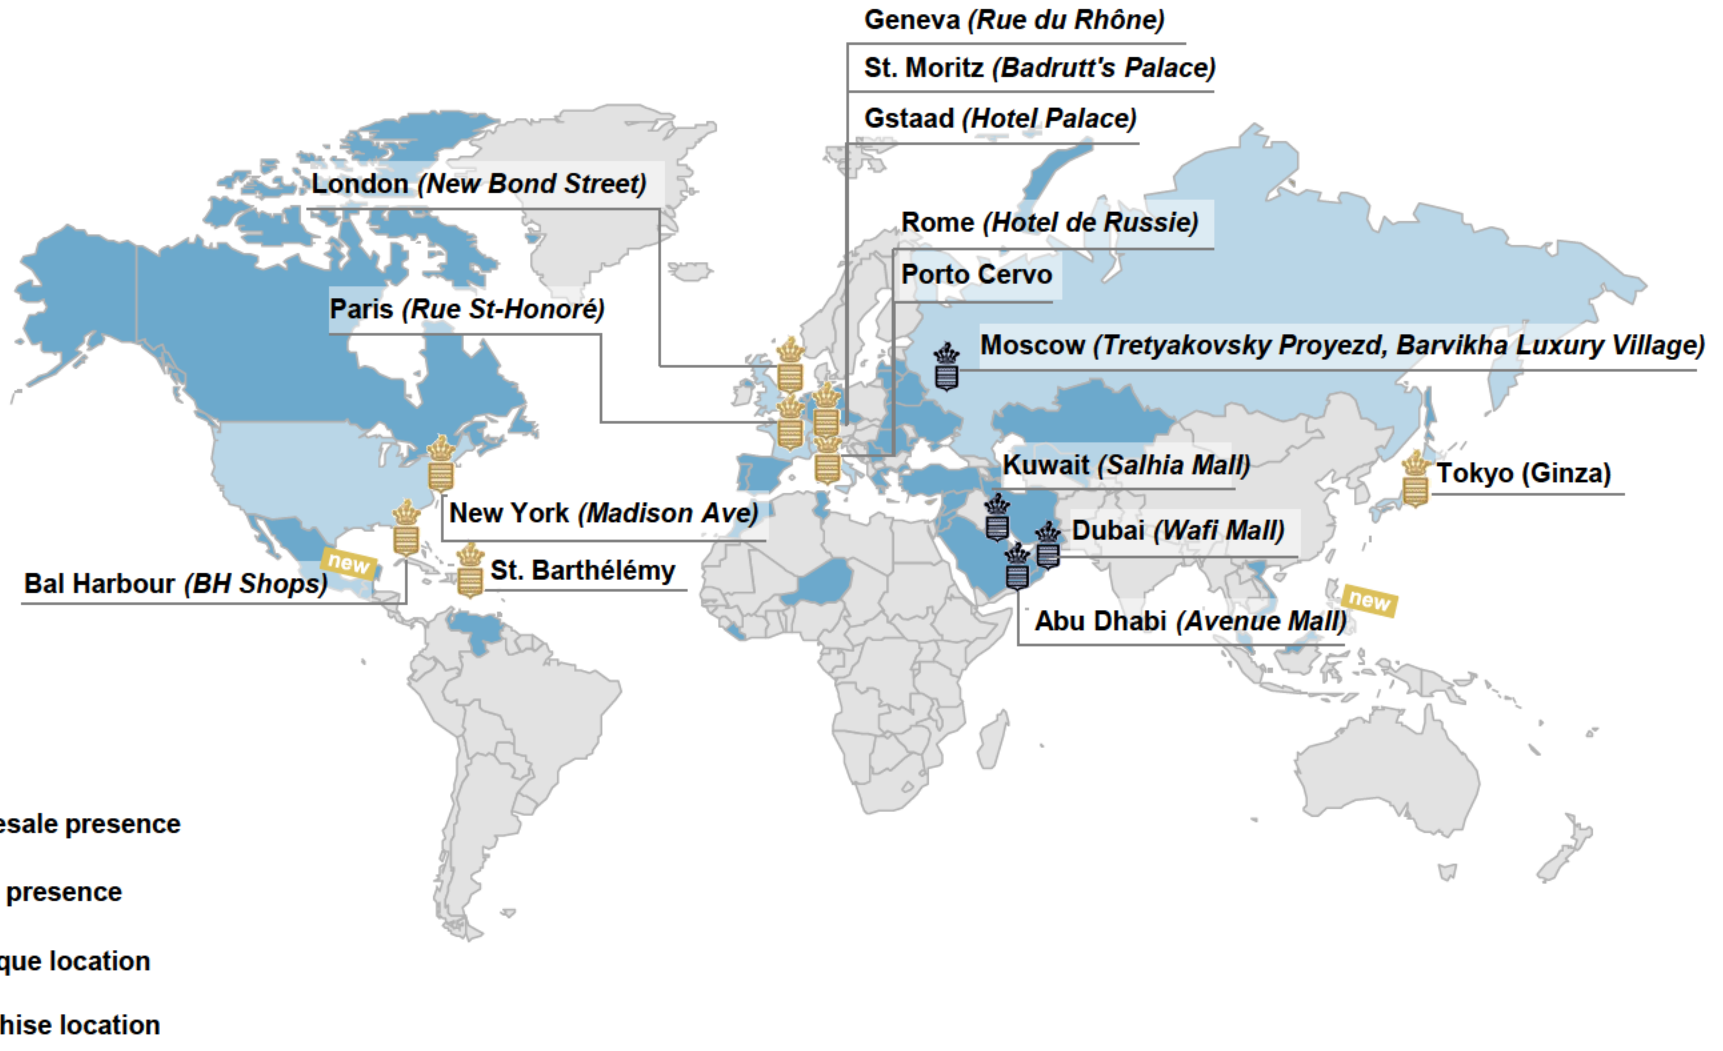 Geneva (Rue du Rhône)
St. Moritz (Badrutt's Palace)
Gstaad (Hotel Palace)
London (New Bond Street)
Rome (Hotel de Russie)
Porto Cervo
Paris (Rue St-Honoré)
Moscow (Tretyakovsky Proyezd, Barvikha Luxury Village)
Kuwait (Salhia Mall)
Tokyo (Ginza)
New York (Madison Ave)
Dubai (Wafi Mall)
new
St. Barthélémy
Bal Harbour (BH Shops)
new
Abu Dhabi (Avenue Mall)
esale presence
presence
que location
hise location